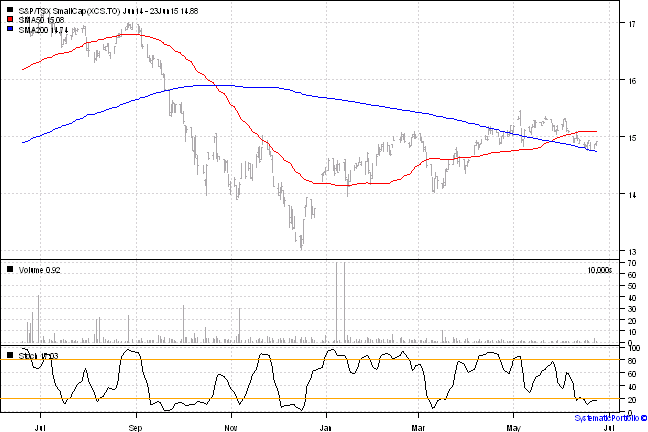 S&P/TSX SmallCap(XCS.TO) Jun14 - 23Jun15 14.88
SMA50 15.08
SMA200 14.74
17
16
15
14
13
Volume 0.92
10,000s
70
60
50
40
30
20
10
0
Stoch 17.03
100
80
60
40
20
0
Jul
Sep
Nov
Jan
Mar
May
Jul
SystematicPortfolio ©